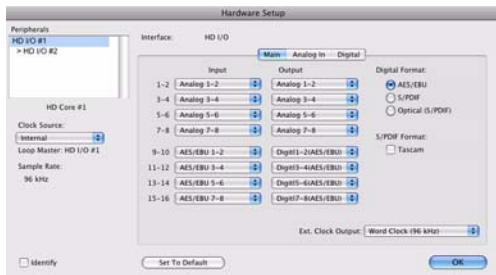 Hardware Setup
Peripherals
HD I/O #1
> HD I/O #2
HD Core #1
Clock Source:
Internal
Loop Master: HD I/O #1
Sample Rate:
96 kHz
Identify
Interface: HD I/O
Main Analog In Digital
Input Output
1-2 Analog 1-2 Analog 1-2
3-4 Analog 3-4 Analog 3-4
5-6 Analog 5-6 Analog 5-6
7-8 Analog 7-8 Analog 7-8
9-10 AES/EBU 1-2 Digitl1-2(AES/EBU)
11-12 AES/EBU 3-4 Digitl3-4(AES/EBU)
13-14 AES/EBU 5-6 Digitl5-6(AES/EBU)
15-16 AES/EBU 7-8 Digitl7-8(AES/EBU)
Digital Format:
AES/EBU
S/PDIF
Optical (S/PDIF)
S/PDIF Format:
Tascam
Ext. Clock Output: Word Clock (96 kHz)
Set To Default
OK